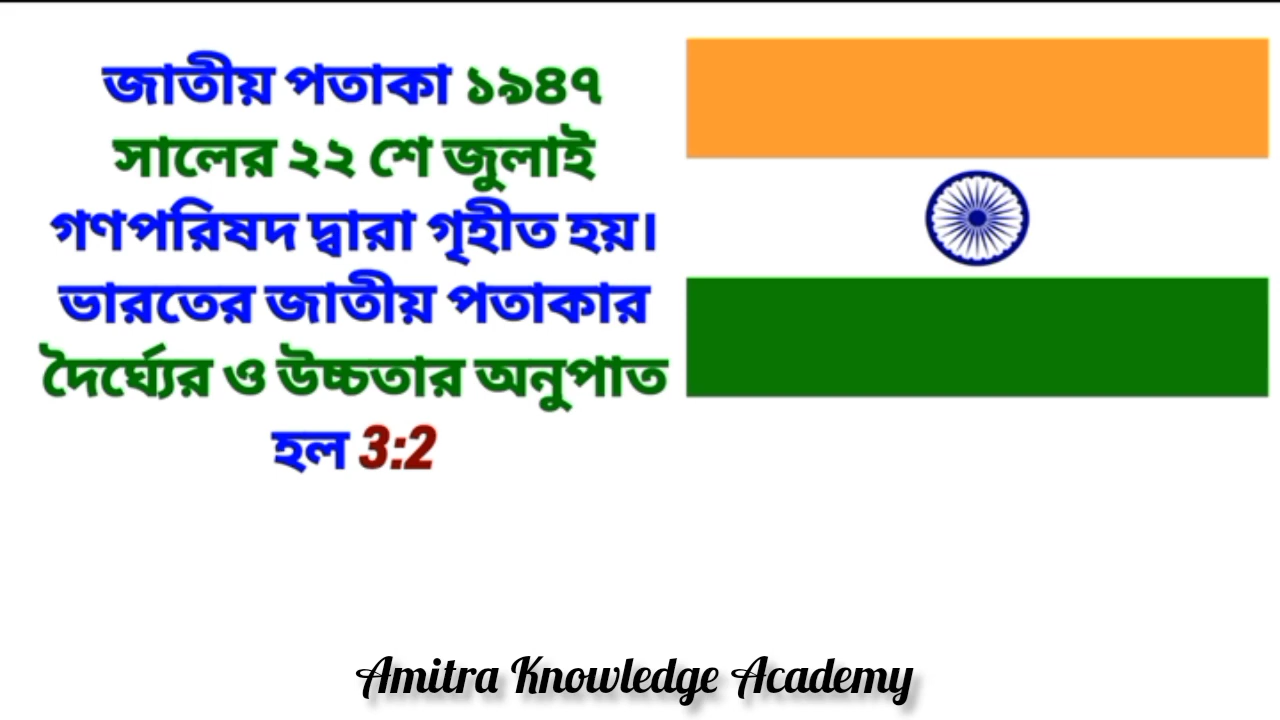 জাতীয় পতাকা ১৯৪৭
সালের ২২ শে জুলাই
গণপরিষদ দ্বারা গৃহীত হয়।
ভারতের জাতীয় পতাকার
দৈর্ঘ্যের ও উচ্চতার অনুপাত
হল 3:2
Amitra Knowledge Academy